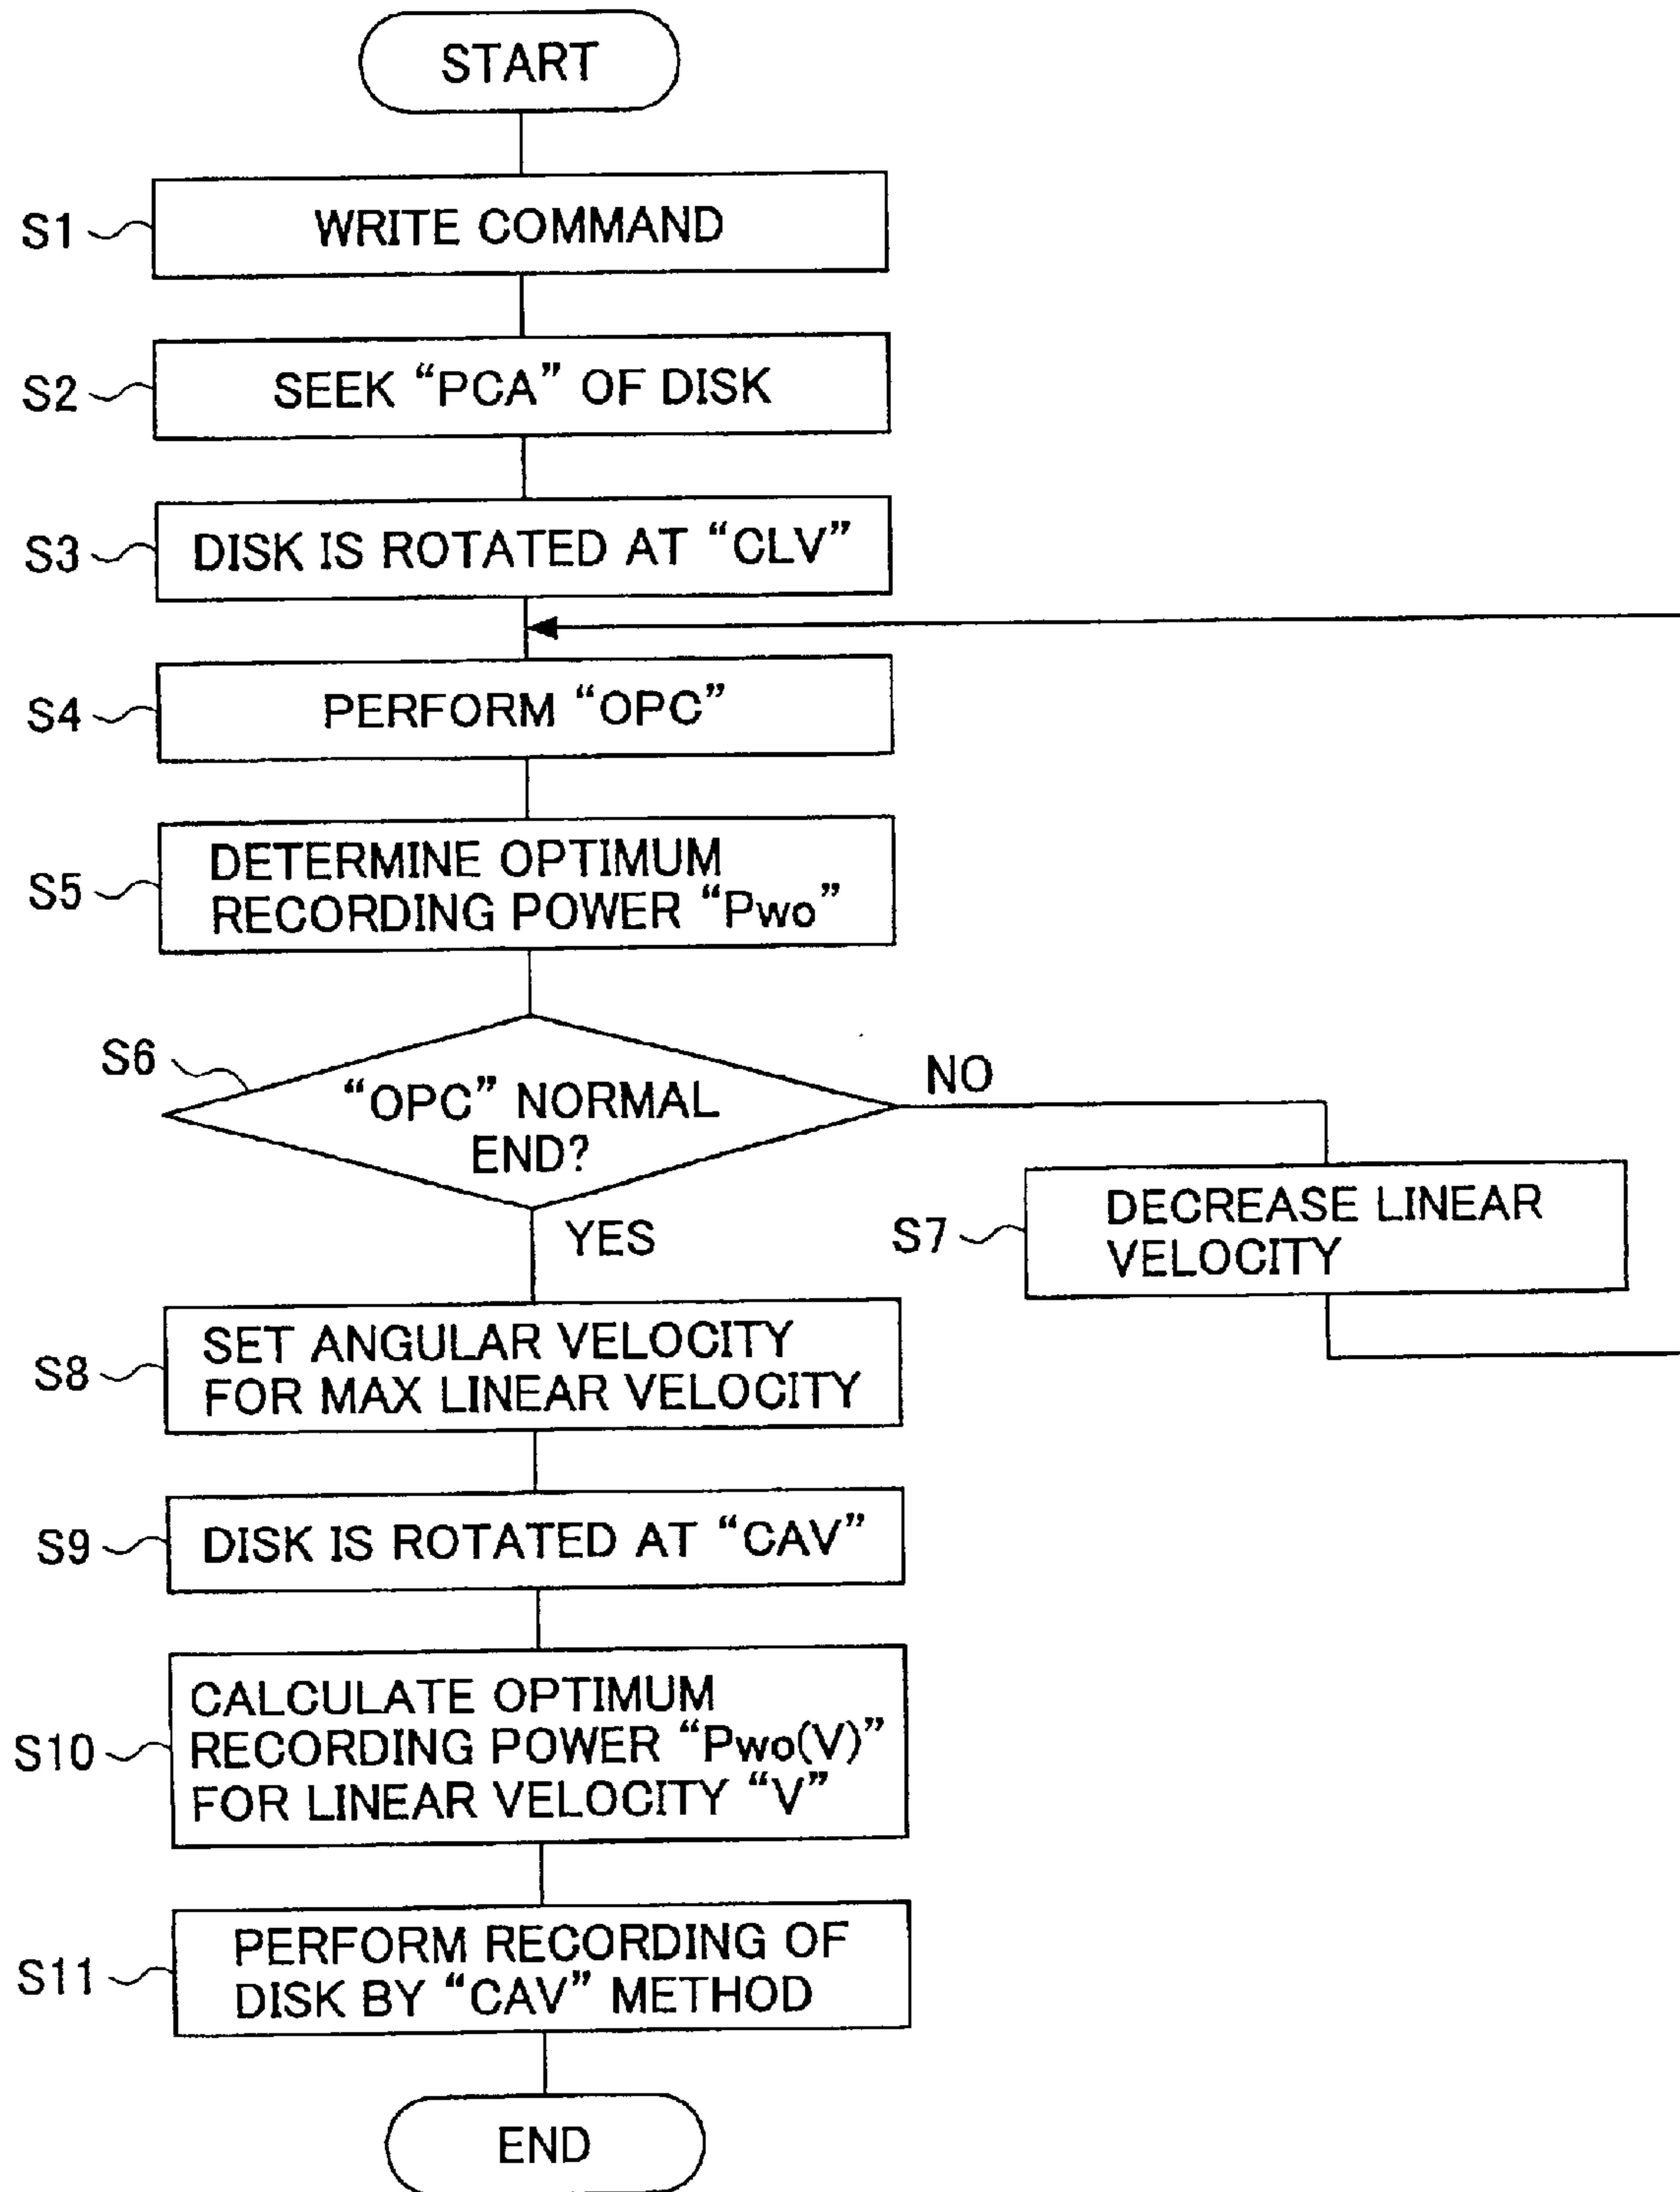 START
S1
WRITE COMMAND
S2
SEEK “PCA” OF DISK
S3
DISK IS ROTATED AT “CLV”
S4
PERFORM “OPC”
S5
DETERMINE OPTIMUM
RECORDING POWER “Pwo”
S6
“OPC” NORMAL
END?
NO
YES
S7
DECREASE LINEAR
VELOCITY
S8
SET ANGULAR VELOCITY
FOR MAX LINEAR VELOCITY
S9
DISK IS ROTATED AT “CAV”
S10
CALCULATE OPTIMUM
RECORDING POWER “Pwo(V)”
FOR LINEAR VELOCITY “V”
S11
PERFORM RECORDING OF
DISK BY “CAV” METHOD
END